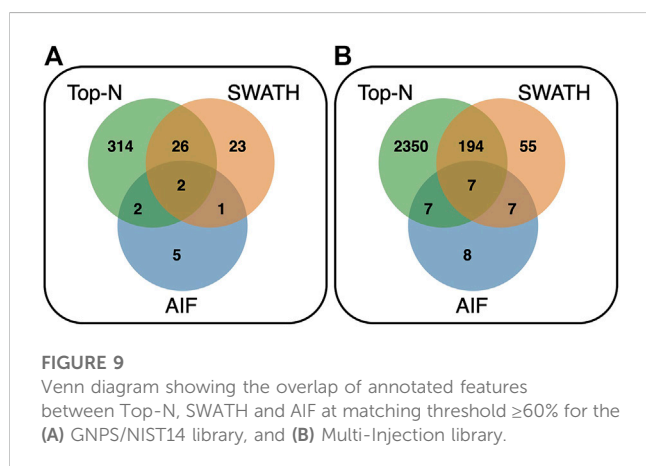 A
Top-N
SWATH
314
26
23
2
2
1
5
AIF
B
Top-N
SWATH
2350
194
55
7
7
7
8
AIF
FIGURE 9
Venn diagram showing the overlap of annotated features
between Top-N, SWATH and AIF at matching threshold ≥60% for the
(A) GNPS/NIST14 library, and (B) Multi-Injection library.